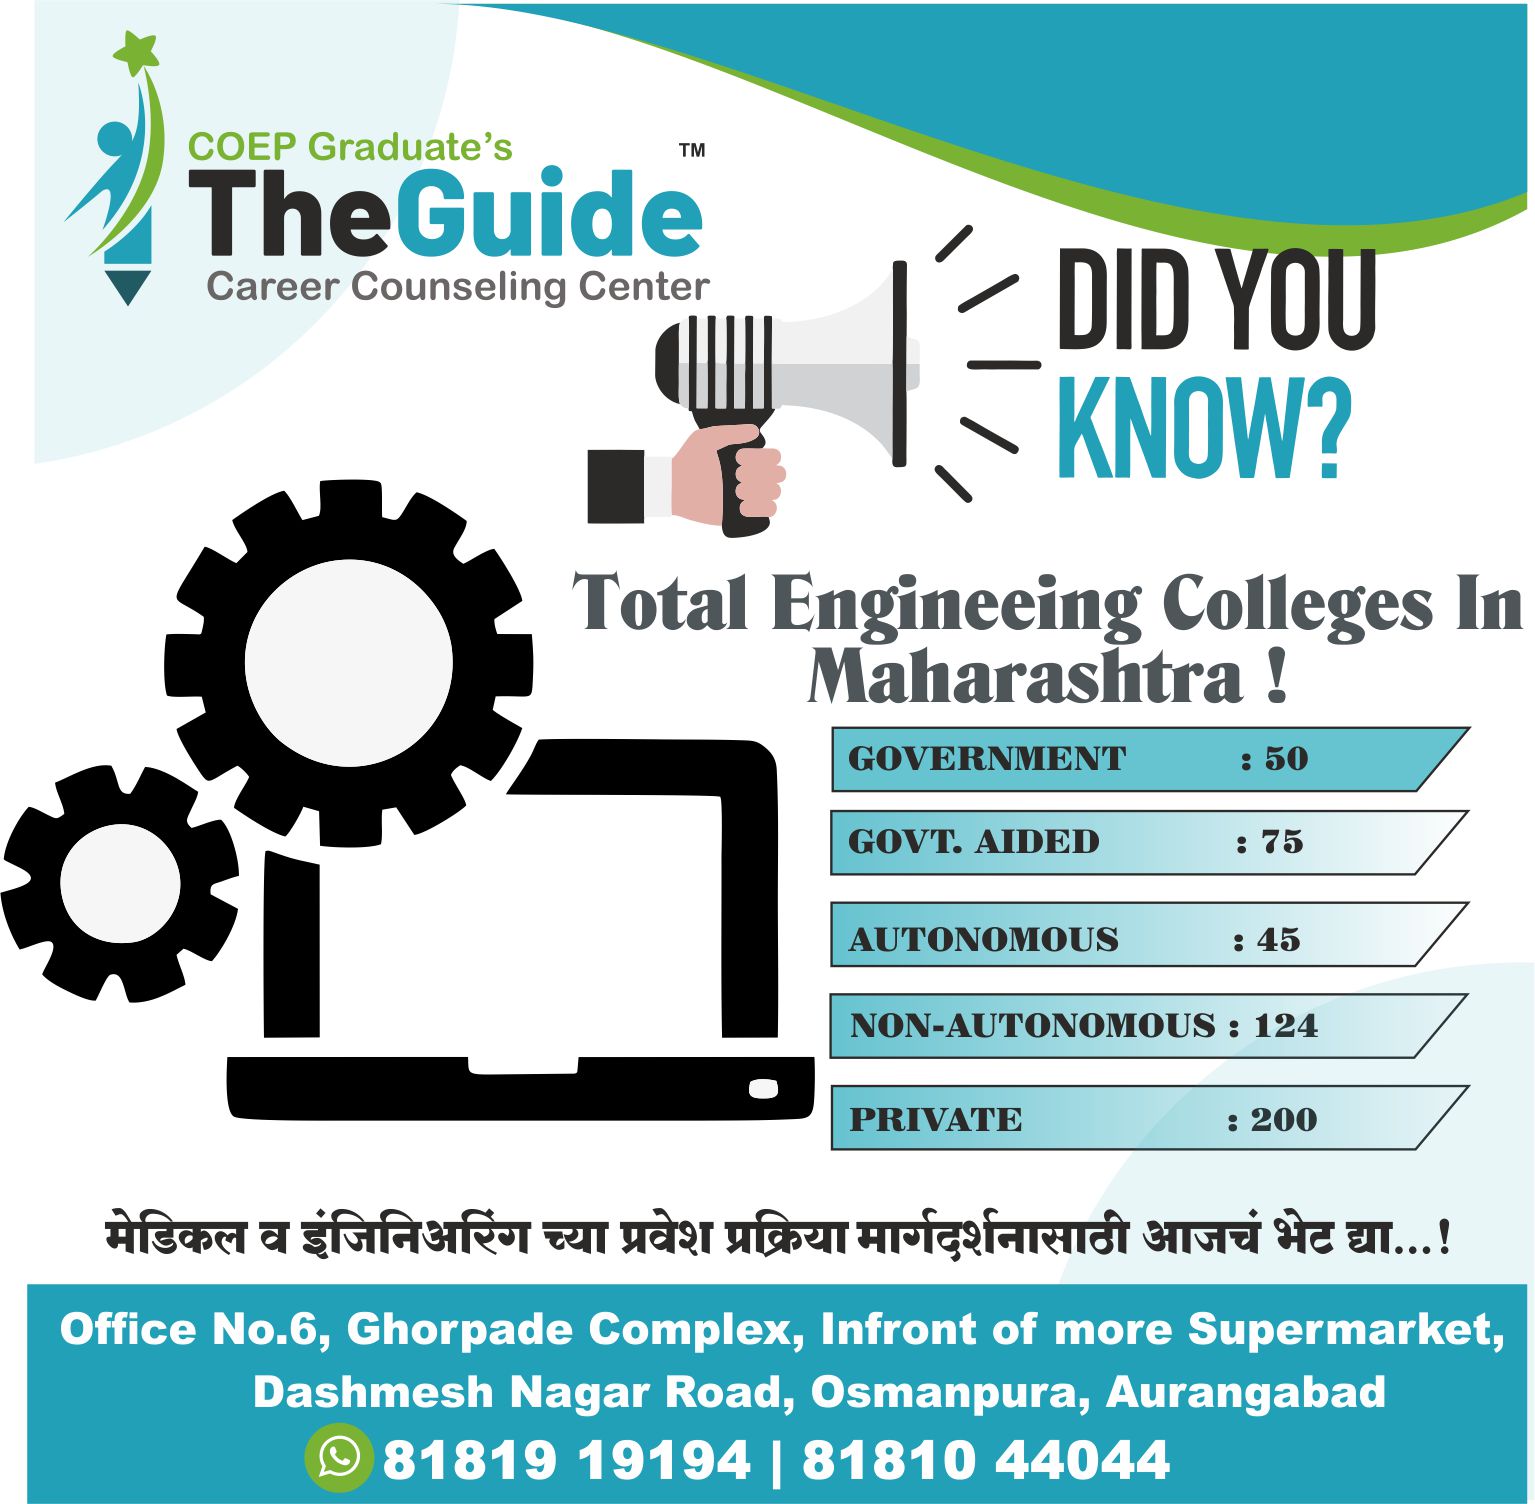 COEP Graduate's
TheGuide TM
Career Counseling Center
DID YOU
KNOW?
Total Engineeing Colleges In
Maharashtra !
GOVERNMENT : 50
GOVT. AIDED : 75
AUTONOMOUS : 45
NON-AUTONOMOUS : 124
PRIVATE : 200
मेडिकल व इंजिनिअरिंग च्या प्रवेश प्रक्रिया मार्गदर्शनासाठी आजचं भेट द्या...!
Office No.6, Ghorpade Complex, Infront of more Supermarket,
Dashmesh Nagar Road, Osmanpura, Aurangabad
81819 19194 | 81810 44044